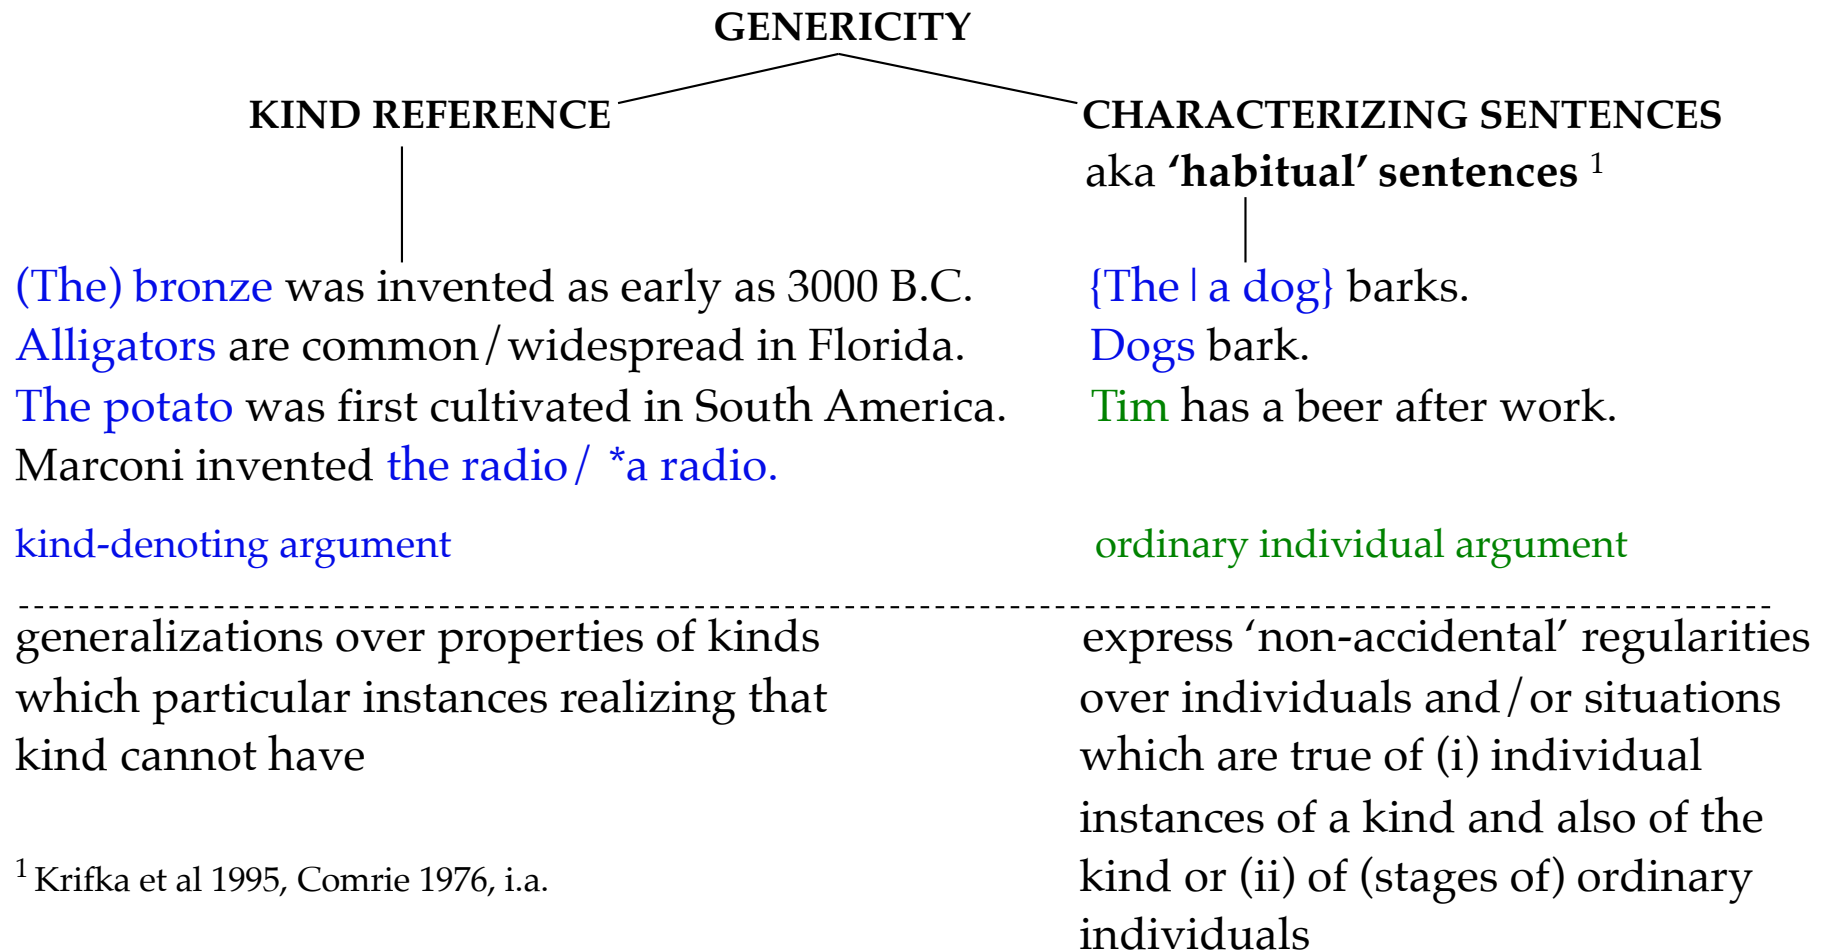 GENERICITY
KIND REFERENCE
CHARACTERIZING SENTENCES
aka ‘habitual’ sentences ¹
(The) bronze was invented as early as 3000 B.C.
Alligators are common/widespread in Florida.
The potato was first cultivated in South America.
Marconi invented the radio/ *a radio.
{The | a dog} barks.
Dogs bark.
Tim has a beer after work.
kind-denoting argument
ordinary individual argument
generalizations over properties of kinds
which particular instances realizing that
kind cannot have
express ‘non-accidental’ regularities
over individuals and/or situations
which are true of (i) individual
instances of a kind and also of the
kind or (ii) of (stages of) ordinary
individuals
¹ Krifka et al 1995, Comrie 1976, i.a.